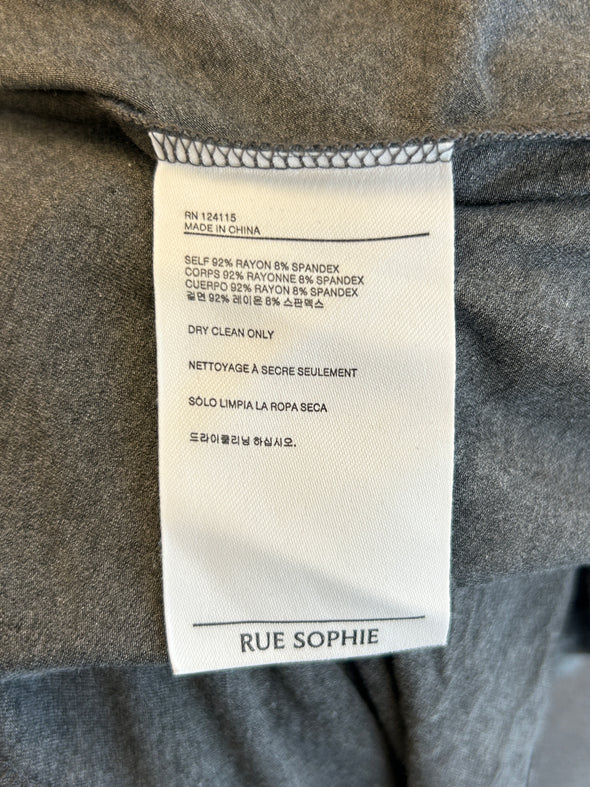 RN 124115
MADE IN CHINA
SELF 92% RAYON 8% SPANDEX
CORPS 92% RAYONNE 8% SPANDEX
CUERPO 92% RAYON 8% SPANDEX
겉면 92% 레이온 8% 스판덱스
DRY CLEAN ONLY
NETTOYAGE À SECRE SEULEMENT
SÓLO LIMPIA LA ROPA SECA
드라이클리닝 하십시오.
RUE SOPHIE